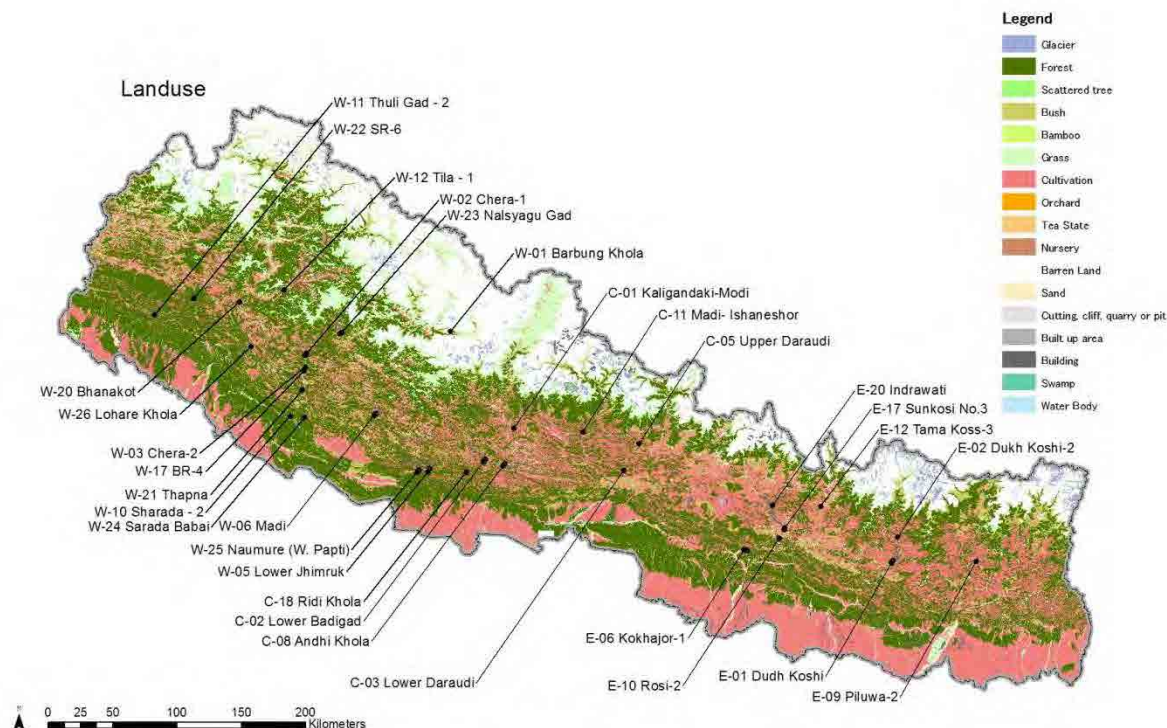 Legend
Glacier
Forest
Scattered tree
Bush
Bamboo
Grass
Cultivation
Orchard
Tea State
Nursery
Barren Land
Sand
Cutting, cliff, quarry or pit
Built up area
Building
Swamp
Water Body
Landuse
W-11 Thuli Gad - 2
W-22 SR-6
W-12 Tila - 1
W-02 Chera-1
W-23 Nalsyagu Gad
W-01 Barbung Khola
C-01 Kaligandaki-Modi
C-11 Madi- Ishaneshor
C-05 Upper Daraudi
E-20 Indrawati
E-17 Sunkosi No.3
E-12 Tama Koss-3
E-02 Dukh Koshi-2
W-20 Bhanakot
W-26 Lohare Khola
W-03 Chera-2
W-17 BR-4
W-21 Thapna
W-10 Sharada - 2
W-24 Sarada Babai
W-06 Madi
W-25 Naumure (W. Papti)
W-05 Lower Jhimruk
C-18 Ridi Khola
C-02 Lower Badigad
C-08 Andhi Khola
C-03 Lower Daraudi
E-06 Kokhajor-1
E-10 Rosi-2
E-01 Dudh Koshi
E-09 Piluwa-2
0 25 50 100 150 200
Kilometers